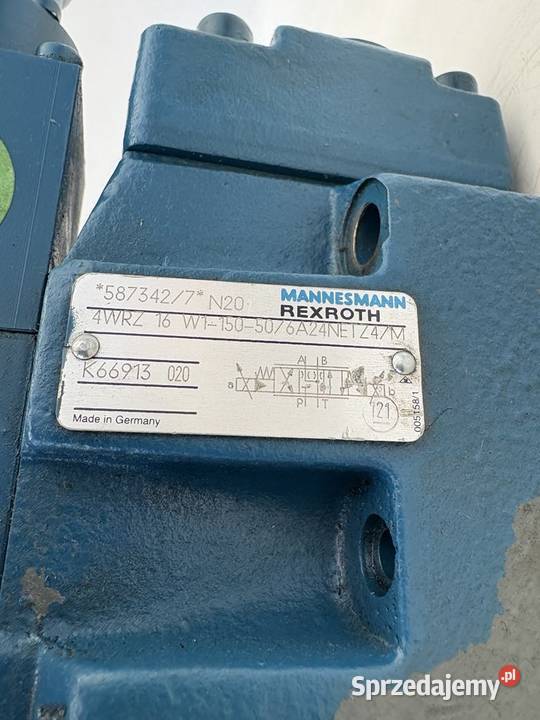 *587342/7* N20
MANNESMANN
REXROTH
4WRZ 16 W1-150-50/6A24NETZ4/M
K66913 020
A B
a
b
P T
121
Made in Germany
005158/1
Sprzedajemy.pl